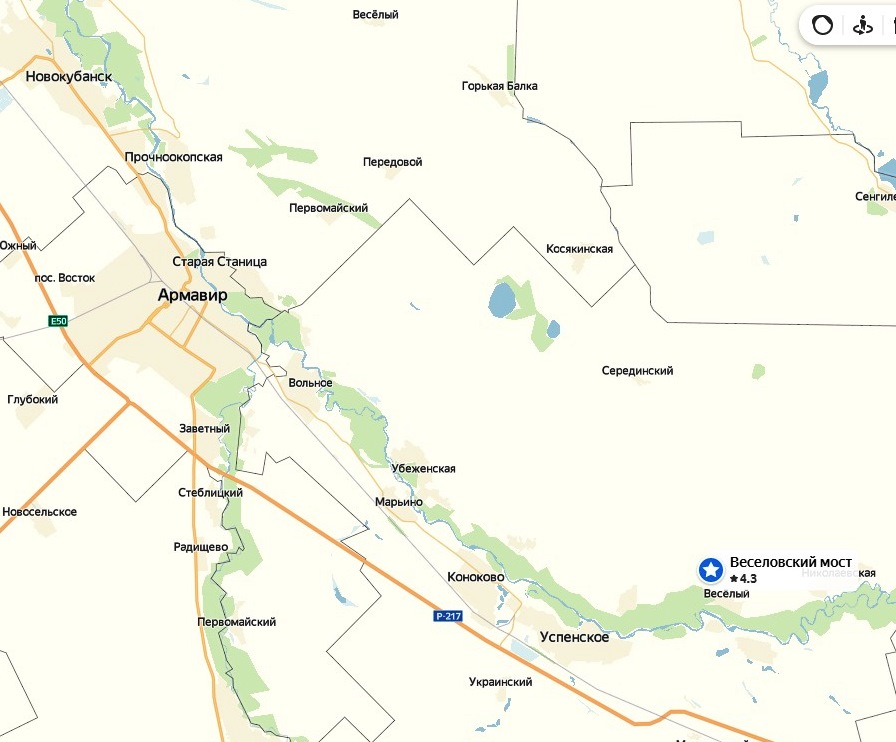 Весёлый
Новокубанск
Горькая Балка
Прочноокопская
Передовой
Первомайский
Южный
Косякинская
Старая Станица
пос. Восток
Армавир
E50
Серединский
Вольное
Глубокий
Заветный
Убеженская
Стеблицкий
Марьино
Новосельское
Радищево
Веселовский мост
4.3
Коноково
Веселый
Р-217
Первомайский
Успенское
Украинский